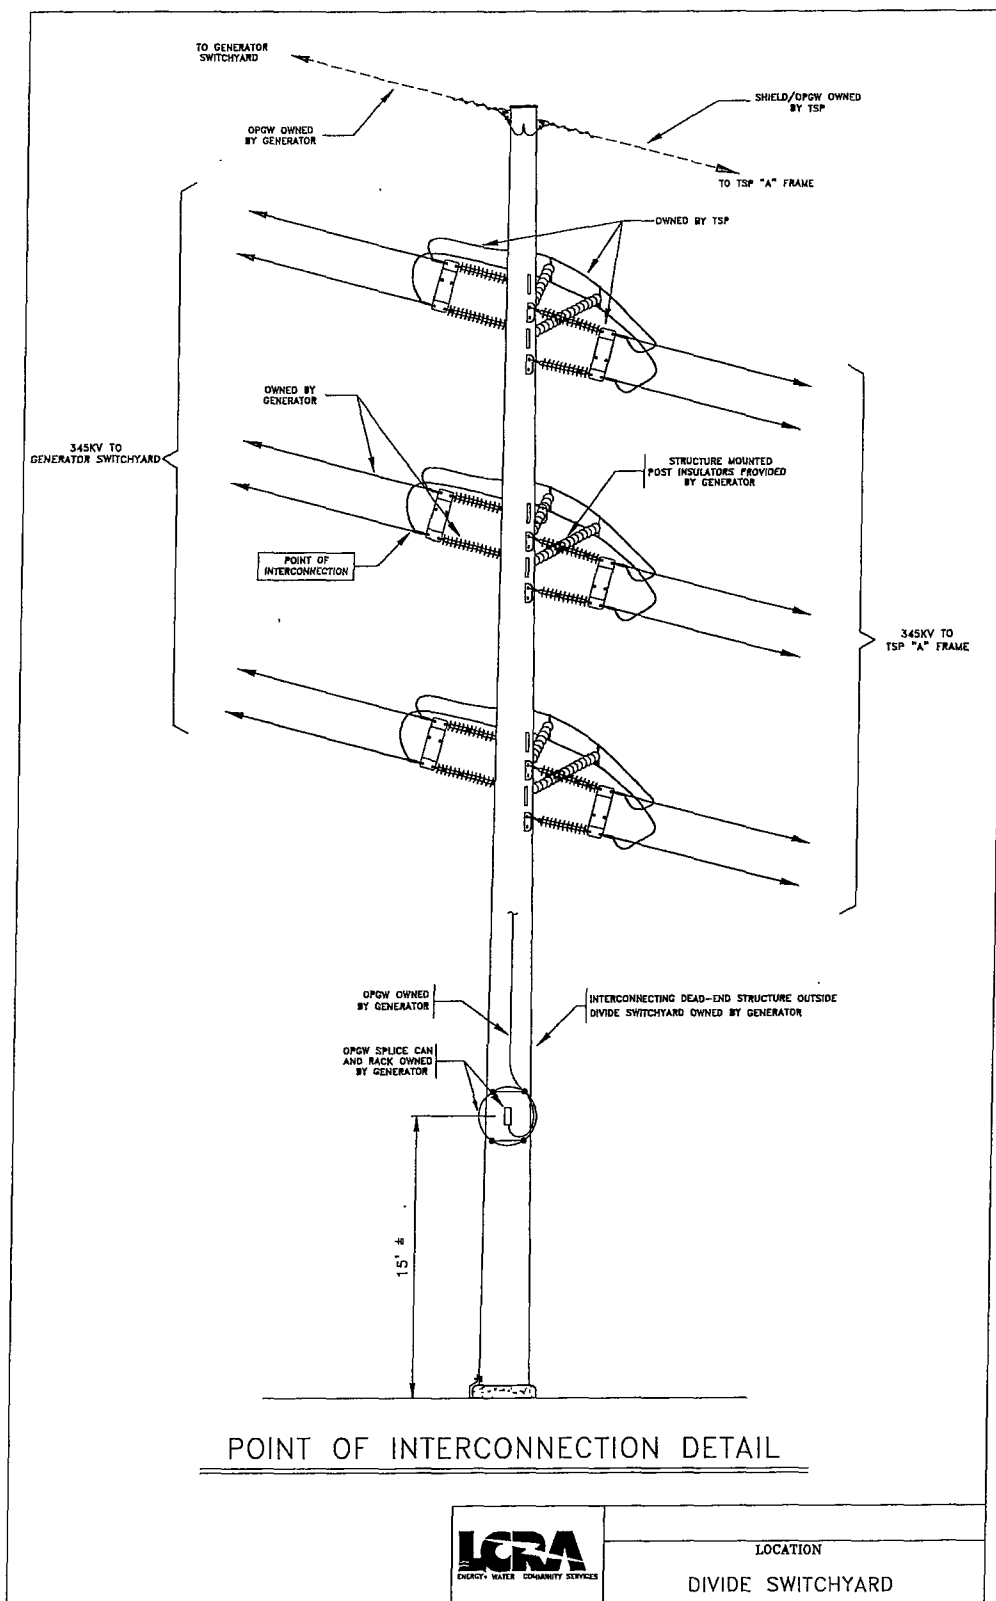 TO GENERATOR
SWITCHYARD
SHIELD/OPGW OWNED
BY TSP
OPGW OWNED
BY GENERATOR
TO TSP "A" FRAME
OWNED BY TSP
OWNED BY
GENERATOR
345KV TO
GENERATOR SWITCHYARD
STRUCTURE MOUNTED
POST INSULATORS PROVIDED
BY GENERATOR
POINT OF
INTERCONNECTION
345KV TO
TSP "A" FRAME
OPGW OWNED
BY GENERATOR
INTERCONNECTING DEAD-END STRUCTURE OUTSIDE
DIVIDE SWITCHYARD OWNED BY GENERATOR
OPGW SPLICE CAN
AND RACK OWNED
BY GENERATOR
15' ±
POINT OF INTERCONNECTION DETAIL
LCRA
ENERGY • WATER COMMUNITY SERVICES
LOCATION
DIVIDE SWITCHYARD